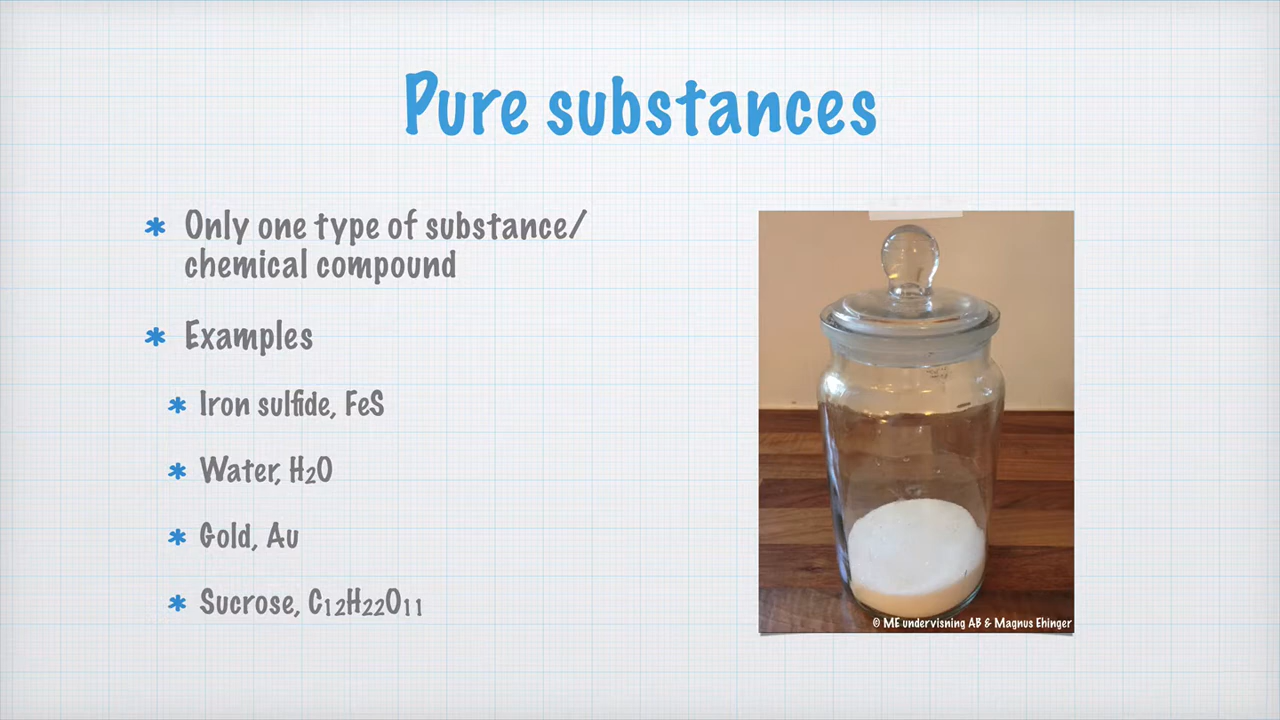 Pure substances
* Only one type of substance/
chemical compound
* Examples
* Iron sulfide, FeS
* Water, H₂O
* Gold, Au
* Sucrose, C₁₂H₂₂O₁₁
© ME undervisning AB & Magnus Ehinger